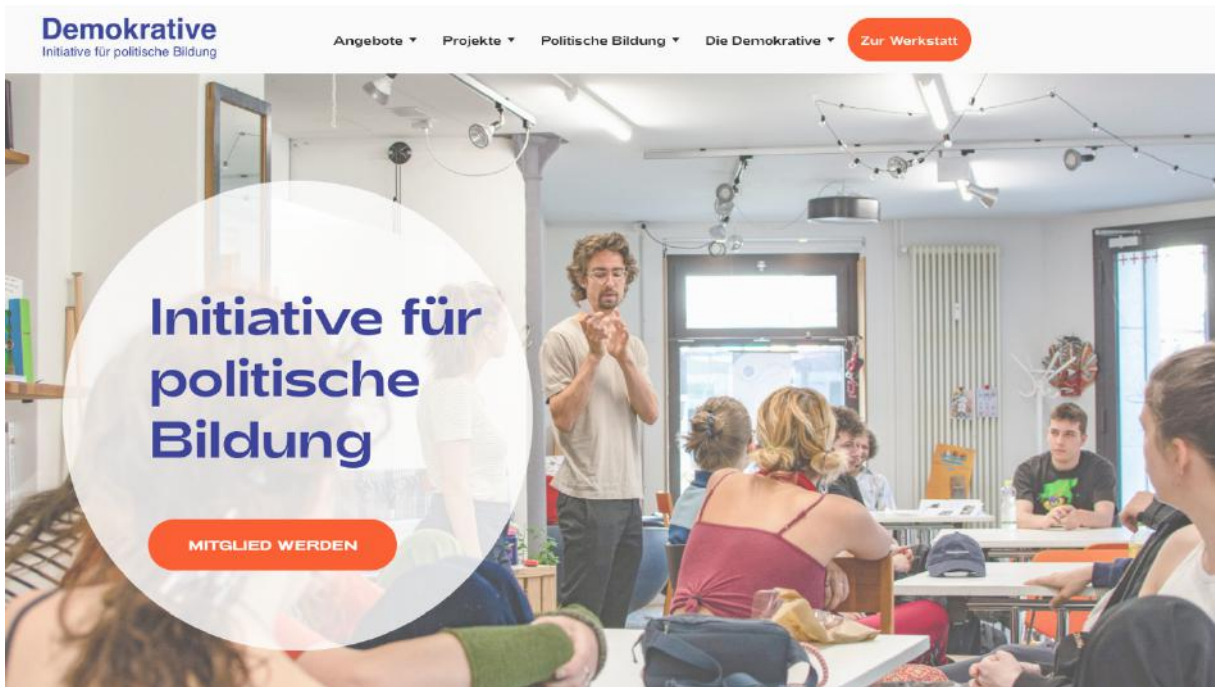 Demokrative
Initiative für politische Bildung
Angebote
Projekte
Politische Bildung
Die Demokrative
Zur Werkstatt
Initiative für
politische
Bildung
MITGLIED WERDEN